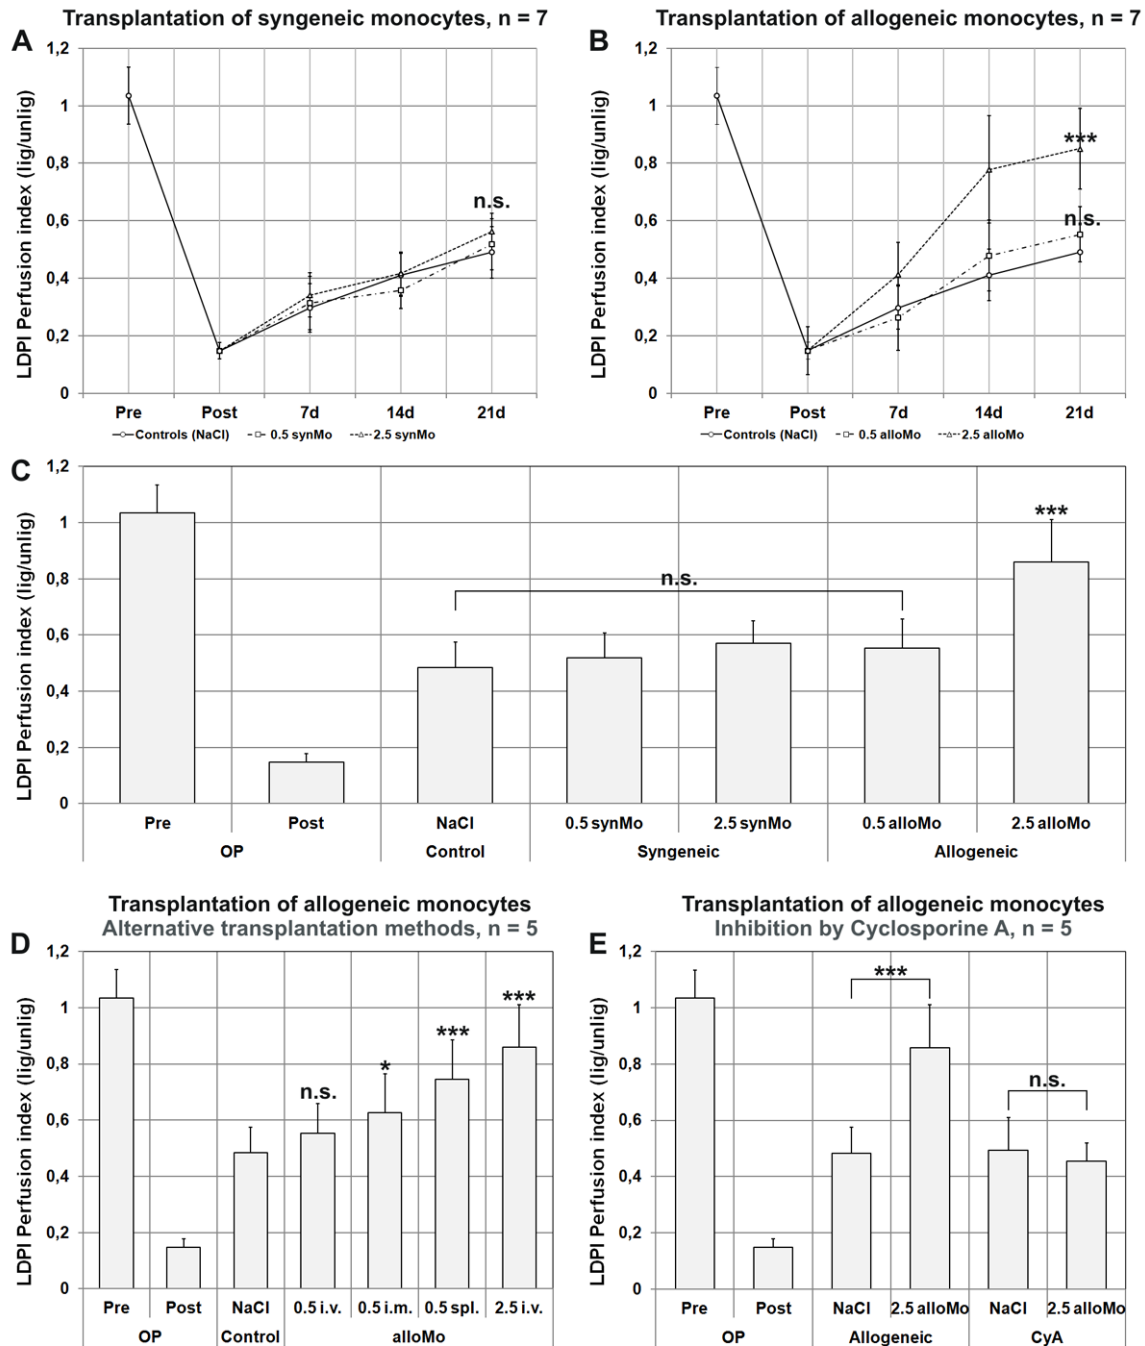 Transplantation of syngeneic monocytes, n = 7
A
LDPI Perfusion index (lig/unlig)
1,2
1
0,8
0,6
0,4
0,2
0
n.s.
Pre Post 7d 14d 21d
Controls (NaCl) 0.5 synMo 2.5 synMo
Transplantation of allogeneic monocytes, n = 7
B
LDPI Perfusion index (lig/unlig)
1,2
1
0,8
0,6
0,4
0,2
0
***
n.s.
Pre Post 7d 14d 21d
Controls (NaCl) 0.5 alloMo 2.5 alloMo
C
LDPI Perfusion index (lig/unlig)
1,2
1
0,8
0,6
0,4
0,2
0
n.s.
***
Pre Post NaCl 0.5 synMo 2.5 synMo 0.5 alloMo 2.5 alloMo
OP Control Syngeneic Allogeneic
Transplantation of allogeneic monocytes
Alternative transplantation methods, n = 5
D
LDPI Perfusion index (lig/unlig)
1,2
1
0,8
0,6
0,4
0,2
0
n.s.
*
***
***
Pre Post NaCl 0.5 i.v. 0.5 i.m. 0.5 spl. 2.5 i.v.
OP Control alloMo
Transplantation of allogeneic monocytes
Inhibition by Cyclosporine A, n = 5
E
LDPI Perfusion index (lig/unlig)
1,2
1
0,8
0,6
0,4
0,2
0
***
n.s.
Pre Post NaCl 2.5 alloMo NaCl 2.5 alloMo
OP Allogeneic CyA